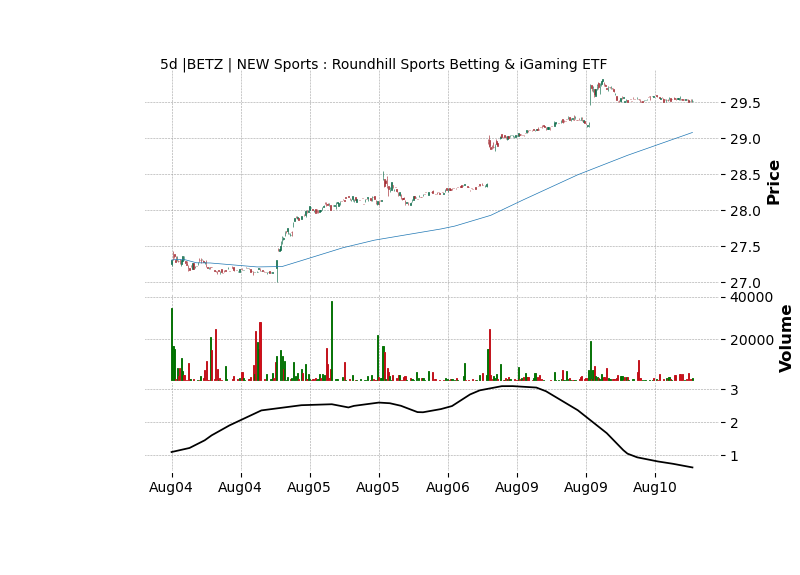 5d |BETZ | NEW Sports : Roundhill Sports Betting & iGaming ETF
29.5
29.0
28.5
28.0
27.5
27.0
Price
40000
20000
Volume
3
2
1
Aug04 Aug04 Aug05 Aug05 Aug06 Aug09 Aug09 Aug10